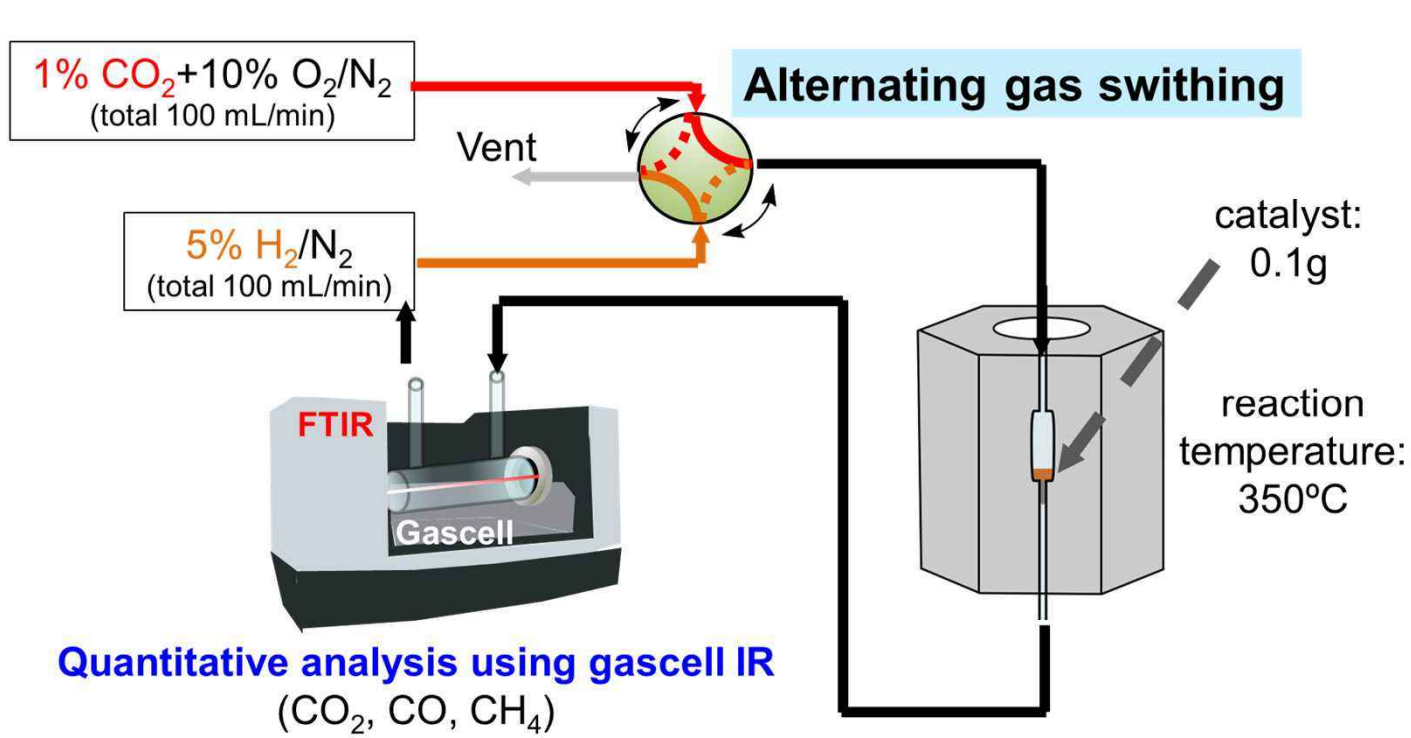 1% CO₂+10% O₂/N₂
(total 100 mL/min)
Alternating gas swithing
Vent
5% H₂/N₂
(total 100 mL/min)
catalyst:
0.1g
reaction
temperature:
350ºC
FTIR
Gascell
Quantitative analysis using gascell IR
(CO₂, CO, CH₄)